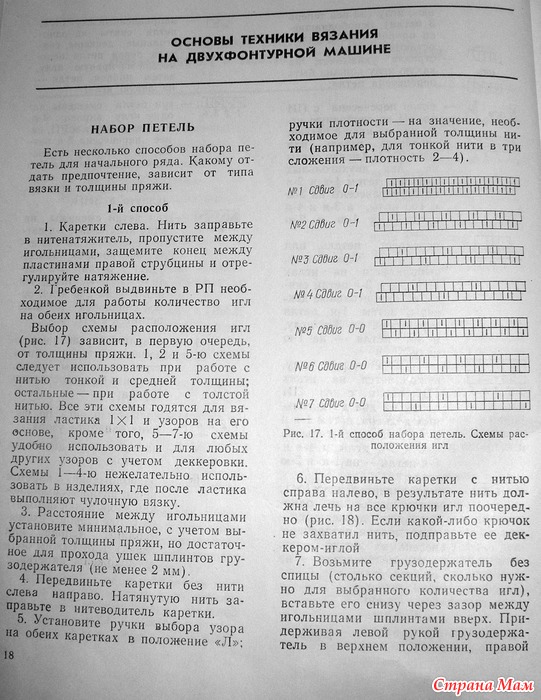 ОСНОВЫ ТЕХНИКИ ВЯЗАНИЯ
НА ДВУХФОНТУРНОЙ МАШИНЕ
НАБОР ПЕТЕЛЬ
Есть несколько способов набора пе-
тель для начального ряда. Какому от-
дать предпочтение, зависит от типа
вязки и толщины пряжи.
1-й способ
1. Каретки слева. Нить заправьте
в нитенатяжитель, пропустите между
игольницами, защемите конец между
пластинами правой струбцины и отре-
гулируйте натяжение.
2. Гребенкой выдвиньте в РП необ-
ходимое для работы количество игл
на обеих игольницах.
Выбор схемы расположения игл
(рис. 17) зависит, в первую очередь,
от толщины пряжи. 1, 2 и 5-ю схемы
следует использовать при работе с
нитью тонкой и средней толщины;
остальные — при работе с толстой
нитью. Все эти схемы годятся для вя-
зания ластика 1×1 и узоров на его
основе, кроме того, 5—7-ю схемы
удобно использовать и для любых
других узоров с учетом деккеровки.
Схемы 1—4-ю нежелательно исполь-
зовать в изделиях, где после ластика
выполняют чулочную вязку.
3. Расстояние между игольницами
установите минимальное, с учетом вы-
бранной толщины пряжи, но достаточ-
ное для прохода ушек шплинтов гру-
зодержателя (не менее 2 мм).
4. Передвиньте каретки без нити
слева направо. Натянутую нить за-
правьте в нитеводитель каретки.
5. Установите ручки выбора узора
на обеих каретках в положение «Л»;
18
ручки плотности — на значение, необ-
ходимое для выбранной толщины ни-
ти (например, для тонкой нити в три
сложения — плотность 2—4).
№1 Сдвиг 0-1
№2 Сдвиг 0-1
№3 Сдвиг 0-1
№4 Сдвиг 0-1
№5 Сдвиг 0-0
№6 Сдвиг 0-0
№7 Сдвиг 0-0
Рис. 17. 1-й способ набора петель. Схемы рас-
положения игл
6. Передвиньте каретки с нитью
справа налево, в результате нить дол-
жна лечь на все крючки игл поочеред-
но (рис. 18). Если какой-либо крючок
не захватил нить, подправьте ее дек-
кером-иглой
7. Возьмите грузодержатель без
спицы (столько секций, сколько нуж-
но для выбранного количества игл),
вставьте его снизу через зазор между
игольницами шплинтами вверх. При-
держивая левой рукой грузодержа-
тель в верхнем положении, правой
Страна Мам